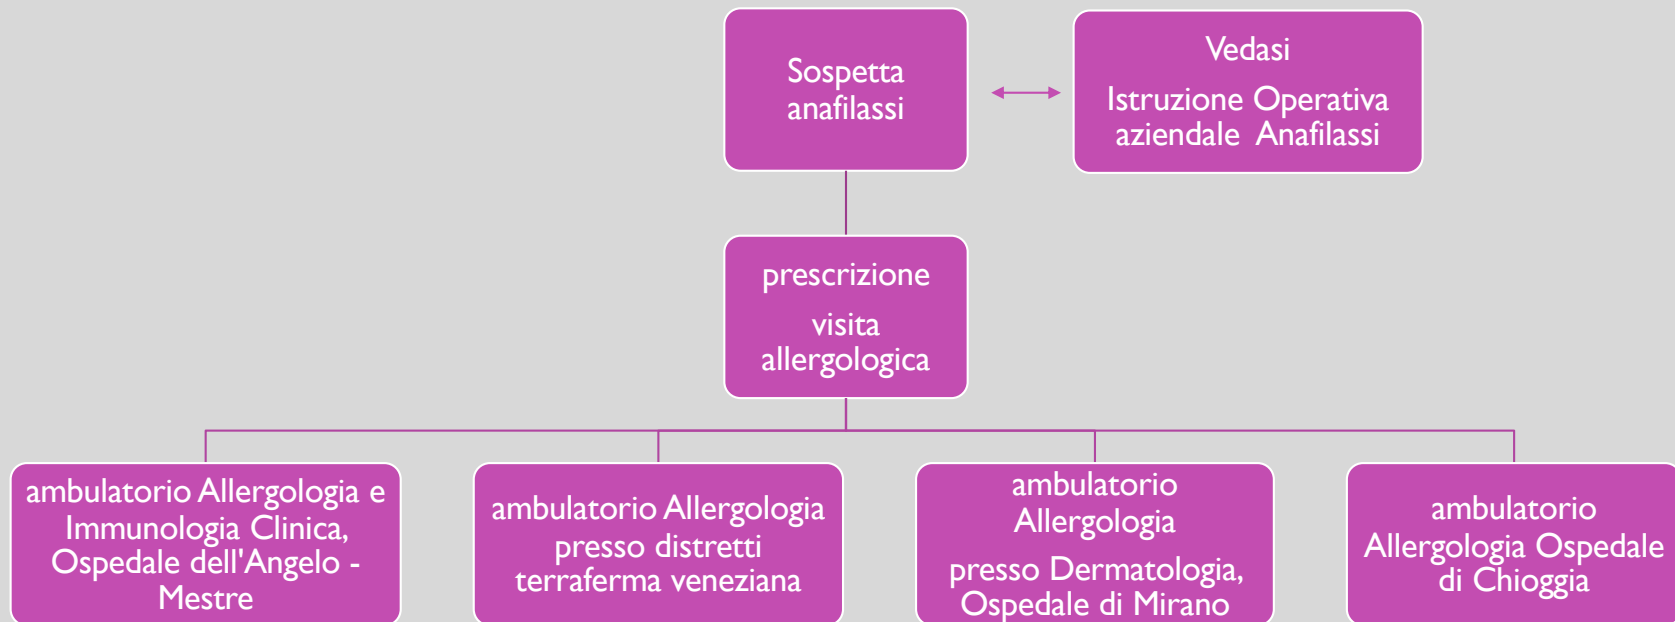 Sospetta
anafilassi
Vedasi
Istruzione Operativa
aziendale Anafilassi
prescrizione
visita
allergologica
ambulatorio Allergologia e
Immunologia Clinica,
Ospedale dell'Angelo -
Mestre
ambulatorio Allergologia
presso distretti
terraferma veneziana
ambulatorio
Allergologia
presso Dermatologia,
Ospedale di Mirano
ambulatorio
Allergologia Ospedale
di Chioggia